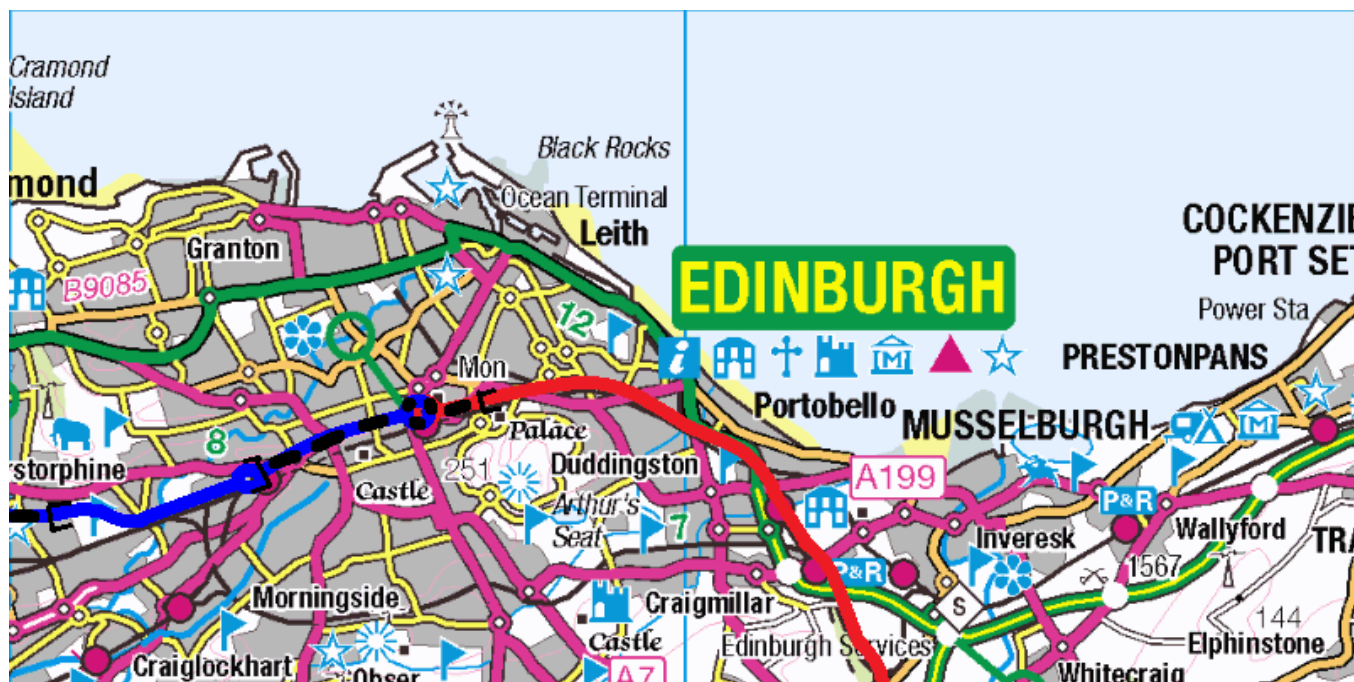 Cramond
Island
Black Rocks
mond
Ocean Terminal
Leith
COCKENZIE
PORT SET
Granton
B9085
EDINBURGH
Power Sta
12
i
M
PRESTONPANS
Mon
Portobello
MUSSELBURGH
M
8
Palace
rstorphine
251
Duddingston
A199
Castle
Arthur's
Seat
7
P&R
Wallyford
Inveresk
TRA
P&R
1567
Morningside
Craigmillar
S
144
Castle
Edinburgh Services
Elphinstone
Craiglockhart
Obser
A7
Whitecraig